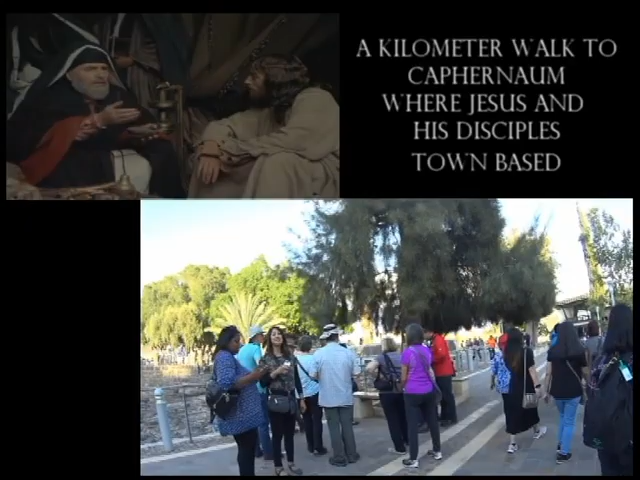 A KILOMETER WALK TO
CAPHERNAUM
WHERE JESUS AND
HIS DISCIPLES
TOWN BASED